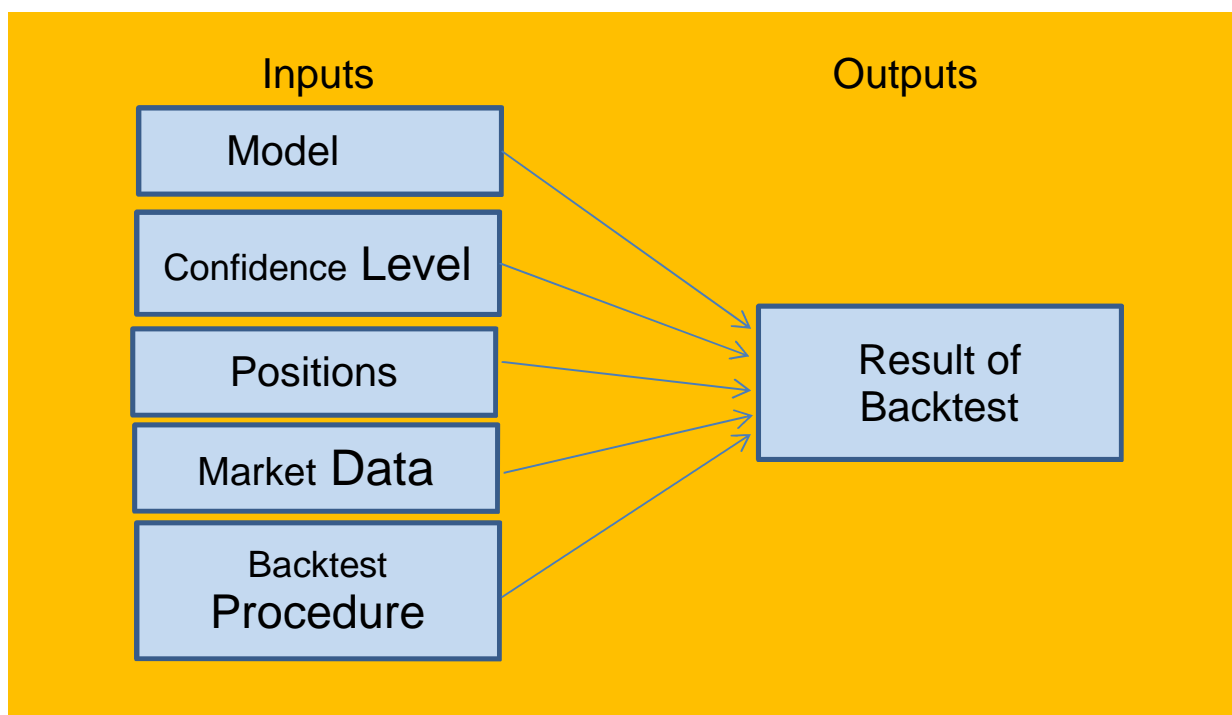 Inputs
Outputs
Model
Confidence Level
Positions
Market Data
Backtest
Procedure
Result of
Backtest